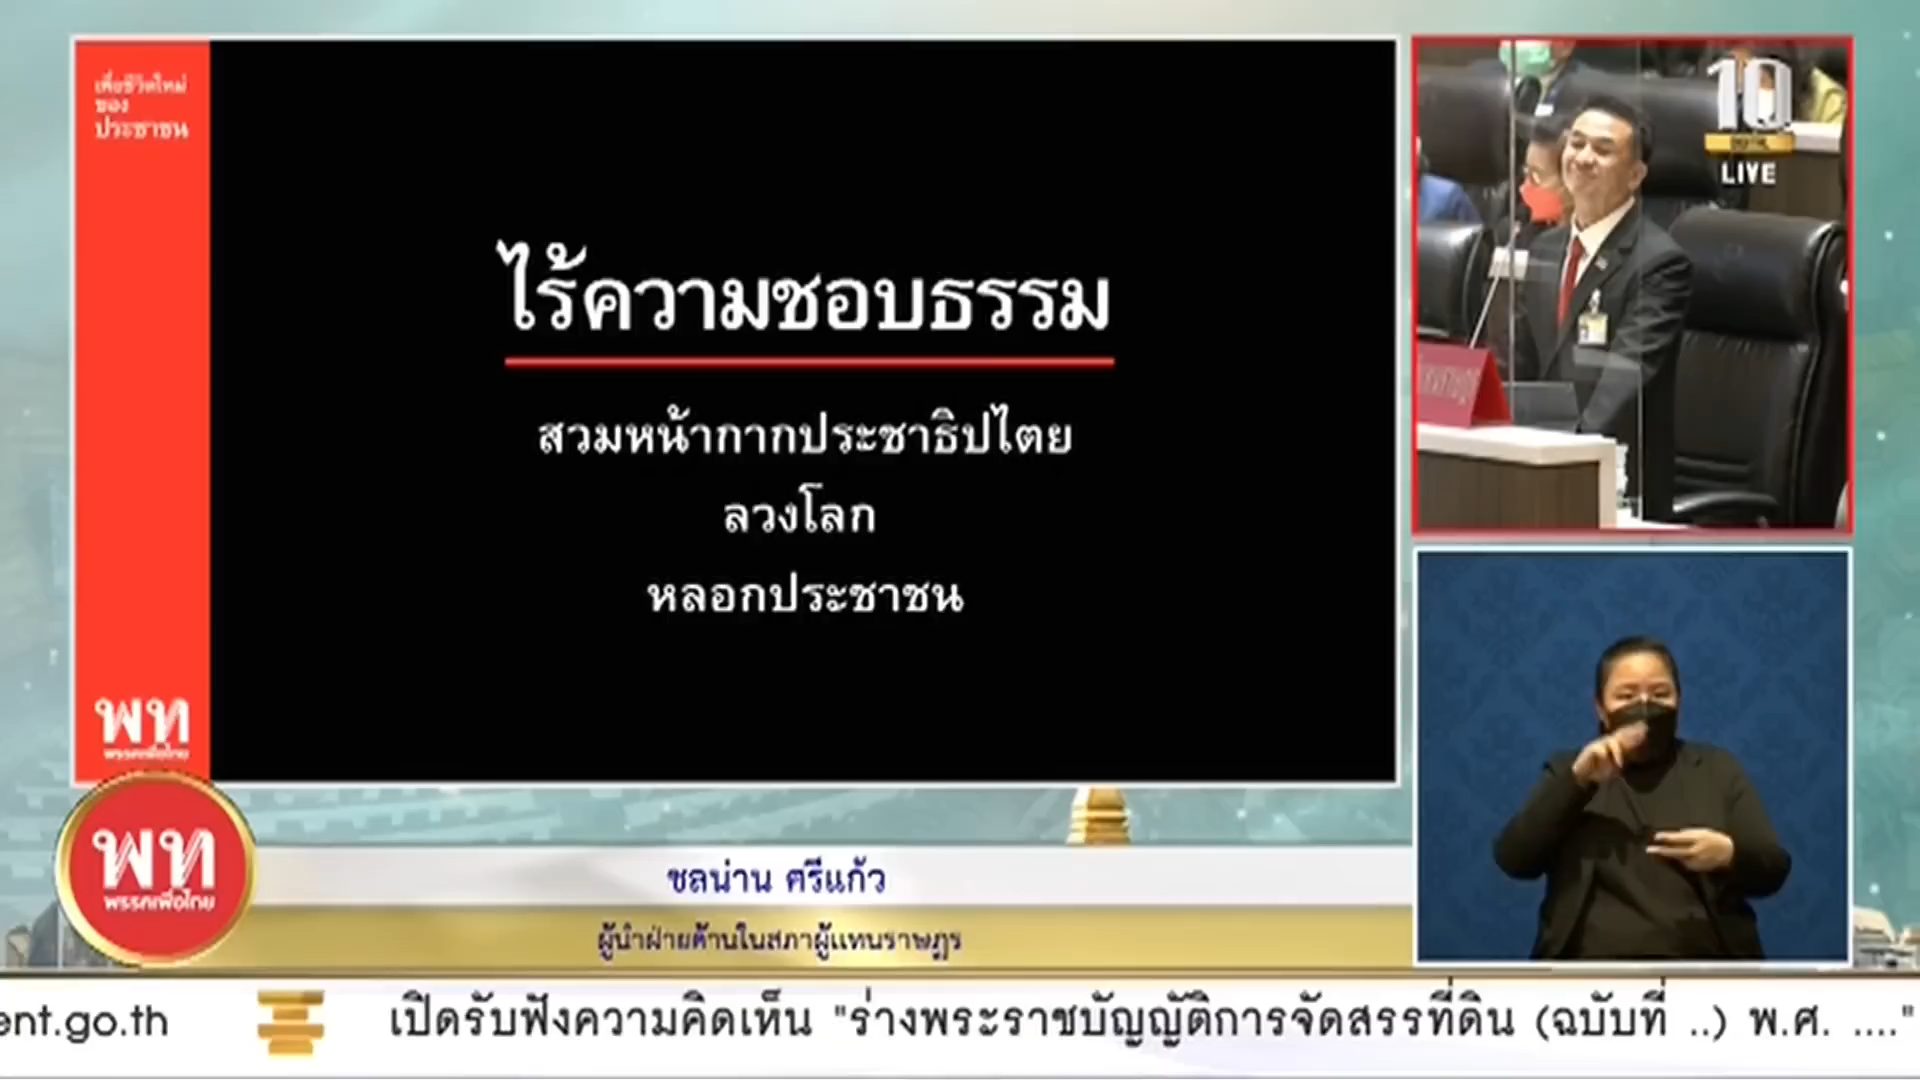 เพื่อชีวิตใหม่
ของ
ประชาชน
ไร้ความชอบธรรม
สวมหน้ากากประชาธิปไตย
ลวงโลก
หลอกประชาชน
พท
พรรคเพื่อไทย
10
LIVE
พท
พรรคเพื่อไทย
ชลน่าน ศรีแก้ว
ผู้นำฝ่ายค้านในสภาผู้แทนราษฎร
ent.go.th
เปิดรับฟังความคิดเห็น "ร่างพระราชบัญญัติการจัดสรรที่ดิน (ฉบับที่ ..) พ.ศ. ...."